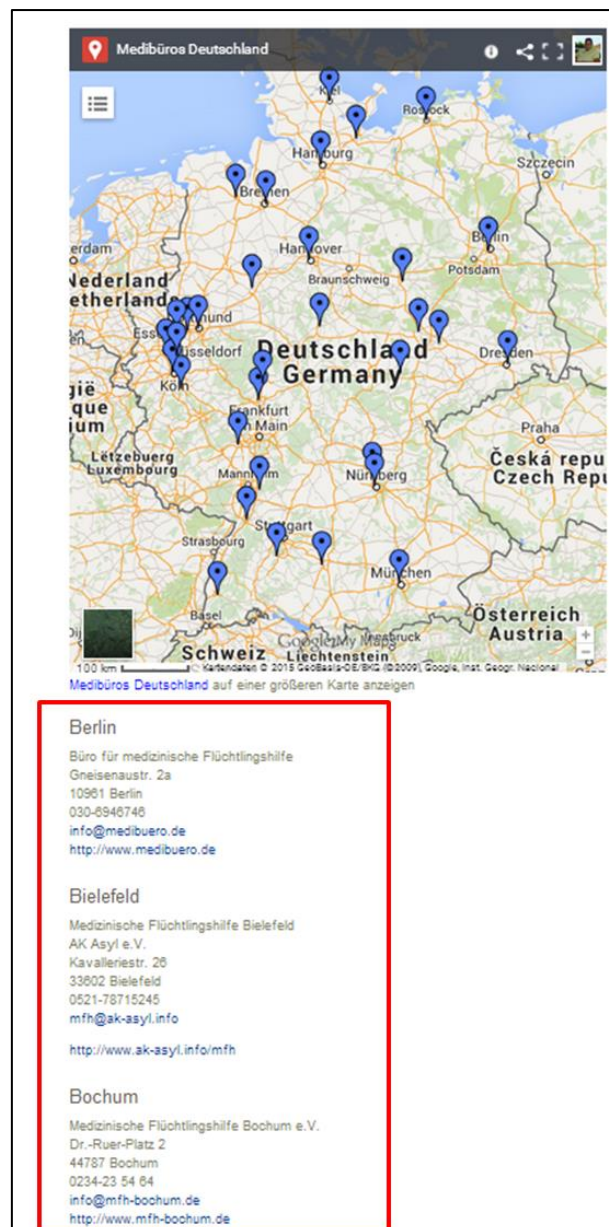 Medibüros Deutschland
Kiel
Rostock
Hamburg
Szczecin
Bremen
Berlin
Hannover
Potsdam
Braunschweig
Nederland
Deutschland
Germany
Dresden
Köln
Frankfurt
am Main
Praha
Lëtzebuerg
Luxembourg
Česká repu
Czech Repu
Mannheim
Nürnberg
Stuttgart
Strasbourg
München
Basel
Österreich
Austria
Schweiz
Liechtenstein
Google My Maps
Innsbruck
100 km
Kartendaten © 2015 GeoBasis-DE/BKG (©2009), Google, Inst. Geogr. Nacional
Medibüros Deutschland auf einer größeren Karte anzeigen
Berlin
Büro für medizinische Flüchtlingshilfe
Gneisenaustr. 2a
10961 Berlin
030-6946746
info@medibuero.de
http://www.medibuero.de
Bielefeld
Medizinische Flüchtlingshilfe Bielefeld
AK Asyl e.V.
Kavalleriestr. 26
33602 Bielefeld
0521-78715245
mfh@ak-asyl.info
http://www.ak-asyl.info/mfh
Bochum
Medizinische Flüchtlingshilfe Bochum e.V.
Dr.-Ruer-Platz 2
44787 Bochum
0234-23 54 64
info@mfh-bochum.de
http://www.mfh-bochum.de